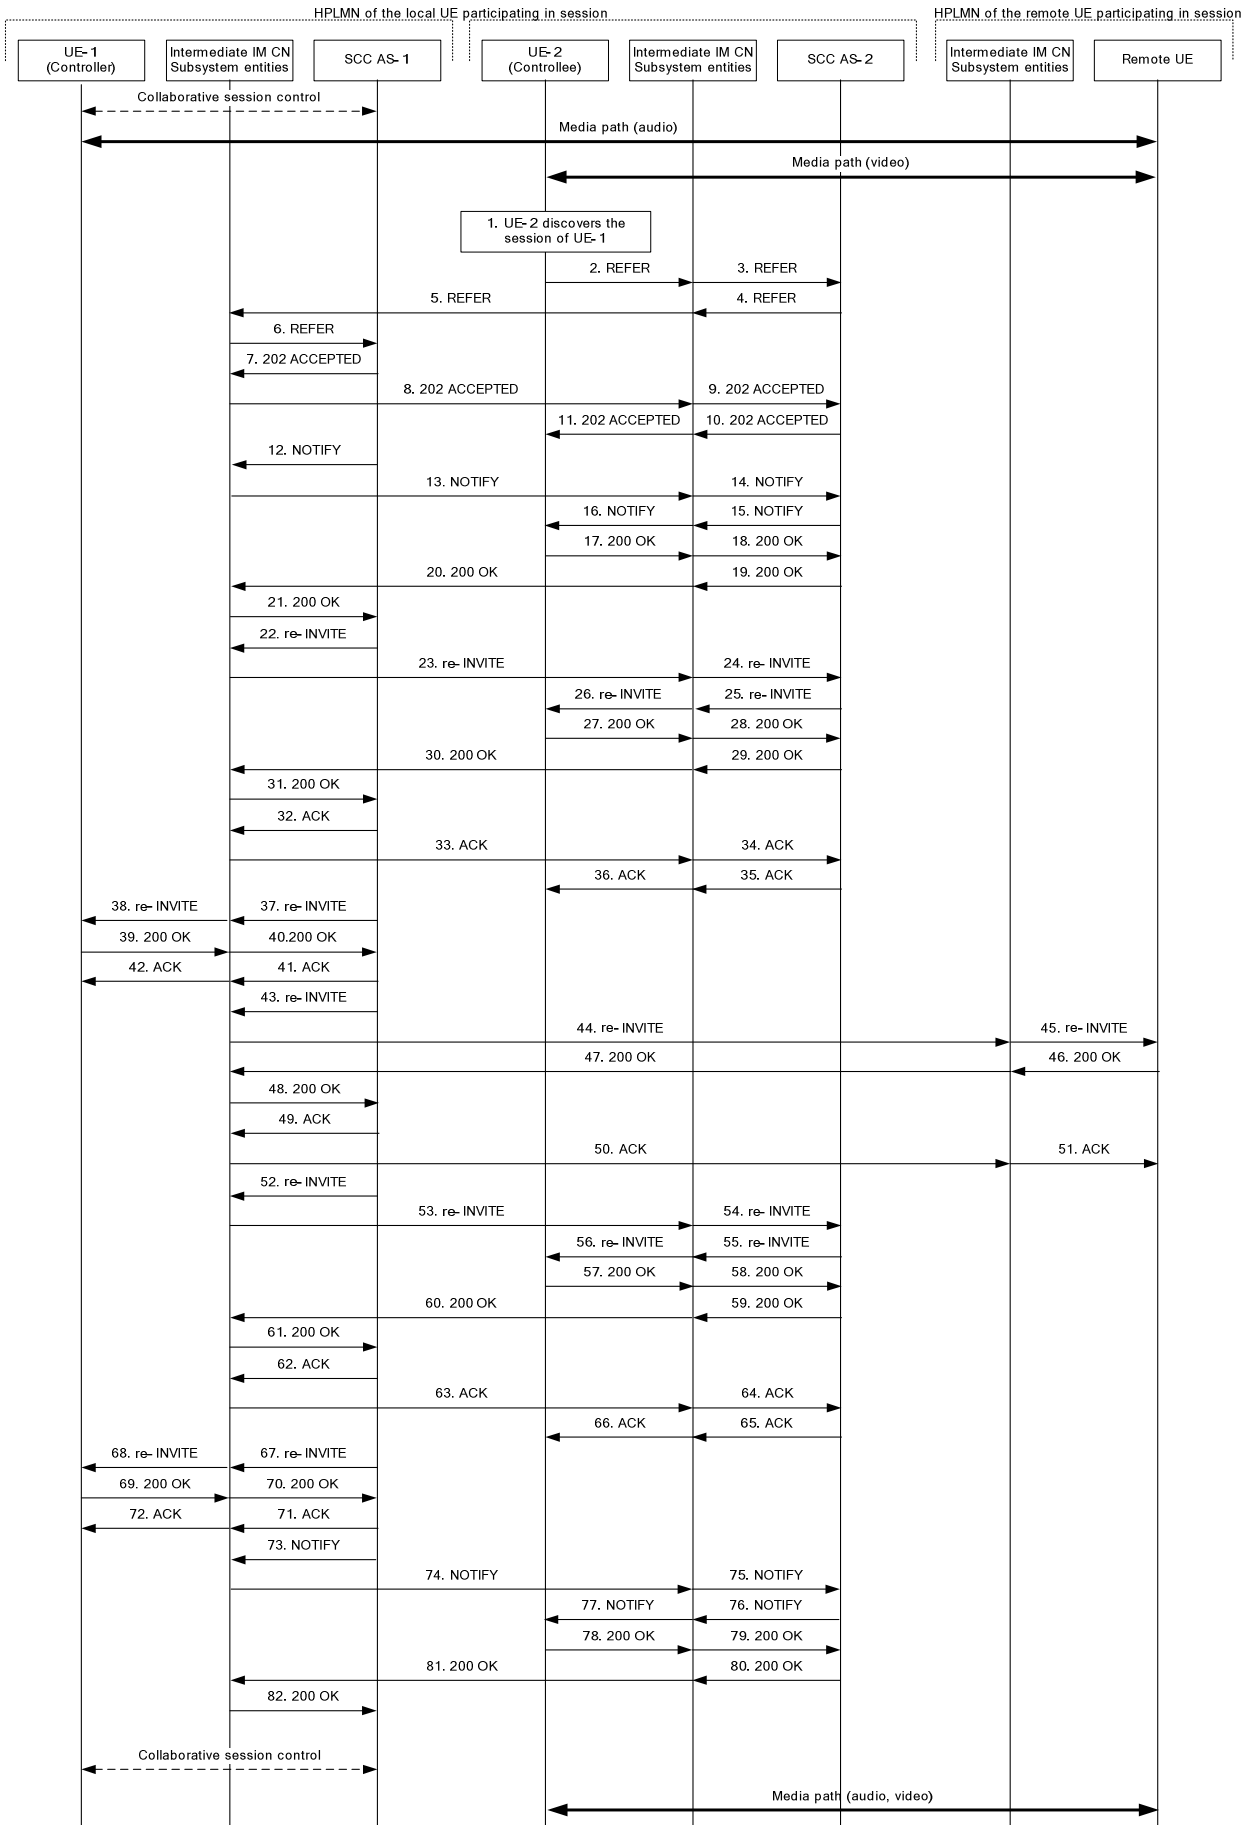 HPLMN of the local UE participating in session
HPLMN of the remote UE participating in session
UE-1
(Controller)
Intermediate IM CN
Subsystem entities
SCC AS-1
UE-2
(Controllee)
Intermediate IM CN
Subsystem entities
SCC AS-2
Intermediate IM CN
Subsystem entities
Remote UE
Collaborative session control
Media path (audio)
Media path (video)
1. UE-2 discovers the
session of UE-1
2. REFER
3. REFER
5. REFER
4. REFER
6. REFER
7. 202 ACCEPTED
8. 202 ACCEPTED
9. 202 ACCEPTED
11. 202 ACCEPTED
10. 202 ACCEPTED
12. NOTIFY
13. NOTIFY
14. NOTIFY
16. NOTIFY
15. NOTIFY
17. 200 OK
18. 200 OK
20. 200 OK
19. 200 OK
21. 200 OK
22. re-INVITE
23. re-INVITE
24. re-INVITE
26. re-INVITE
25. re-INVITE
27. 200 OK
28. 200 OK
30. 200 OK
29. 200 OK
31. 200 OK
32. ACK
33. ACK
34. ACK
36. ACK
35. ACK
38. re-INVITE
37. re-INVITE
39. 200 OK
40.200 OK
42. ACK
41. ACK
43. re-INVITE
44. re-INVITE
45. re-INVITE
47. 200 OK
46. 200 OK
48. 200 OK
49. ACK
50. ACK
51. ACK
52. re-INVITE
53. re-INVITE
54. re-INVITE
56. re-INVITE
55. re-INVITE
57. 200 OK
58. 200 OK
60. 200 OK
59. 200 OK
61. 200 OK
62. ACK
63. ACK
64. ACK
66. ACK
65. ACK
68. re-INVITE
67. re-INVITE
69. 200 OK
70. 200 OK
72. ACK
71. ACK
73. NOTIFY
74. NOTIFY
75. NOTIFY
77. NOTIFY
76. NOTIFY
78. 200 OK
79. 200 OK
81. 200 OK
80. 200 OK
82. 200 OK
Collaborative session control
Media path (audio, video)